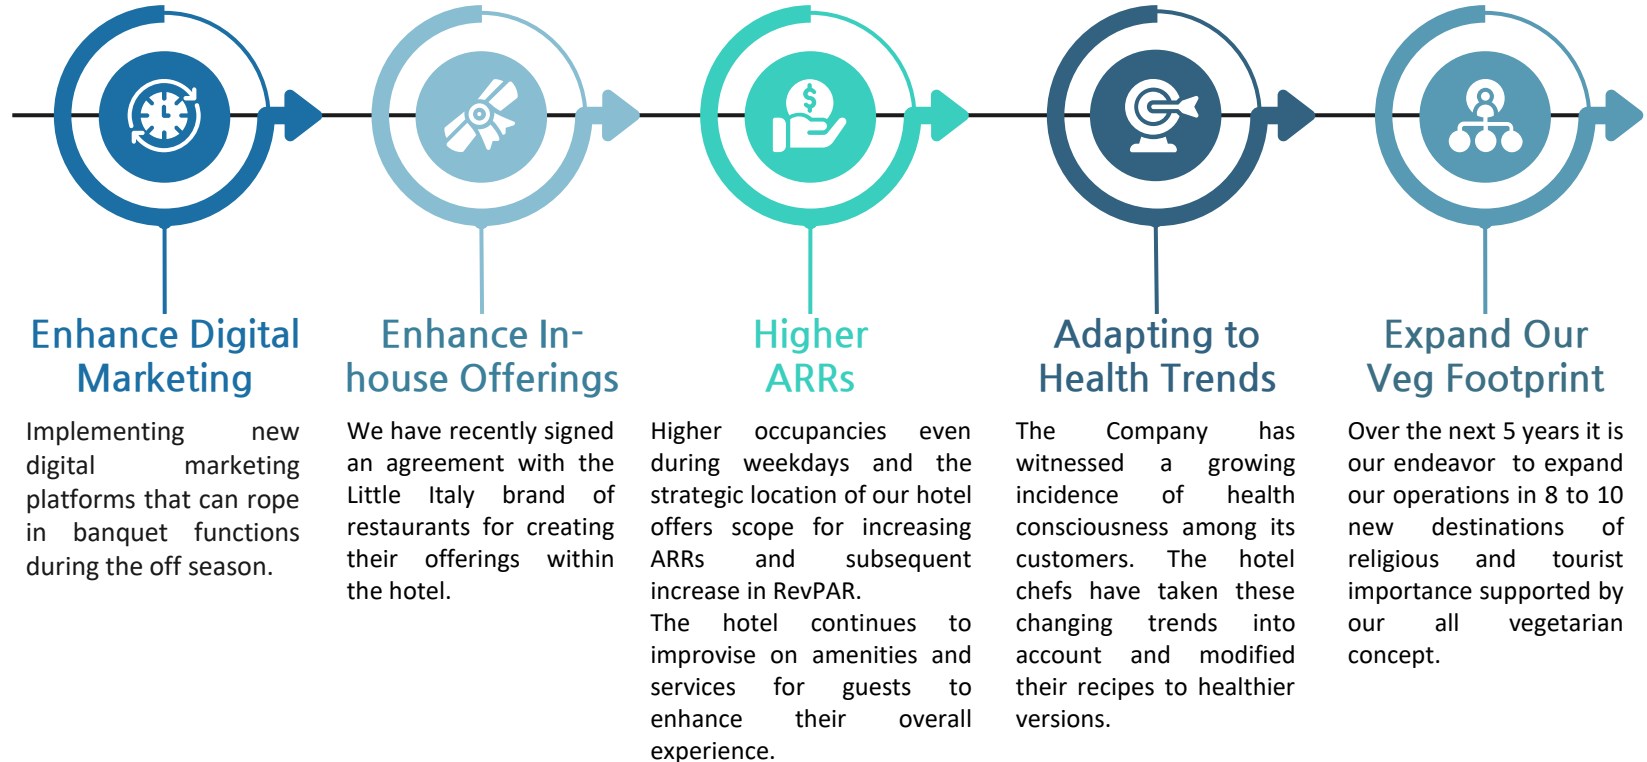 Enhance Digital
Marketing
Implementing new
digital marketing
platforms that can rope
in banquet functions
during the off season.
Enhance In-
house Offerings
We have recently signed
an agreement with the
Little Italy brand of
restaurants for creating
their offerings within
the hotel.
Higher
ARRs
Higher occupancies even
during weekdays and the
strategic location of our hotel
offers scope for increasing
ARRs and subsequent
increase in RevPAR.
The hotel continues to
improvise on amenities and
services for guests to
enhance their overall
experience.
Adapting to
Health Trends
The Company has
witnessed a growing
incidence of health
consciousness among its
customers. The hotel
chefs have taken these
changing trends into
account and modified
their recipes to healthier
versions.
Expand Our
Veg Footprint
Over the next 5 years it is
our endeavor to expand
our operations in 8 to 10
new destinations of
religious and tourist
importance supported by
our all vegetarian
concept.